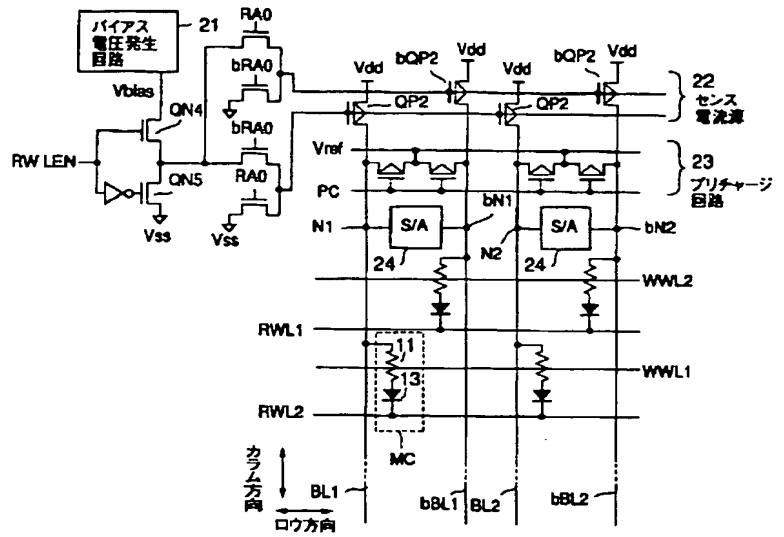 バイアス
電圧発生
回路
21
RA0
Vbias
bRA0
QN4
bRA0
RWLEN
RA0
QN5
Vss
Vss
Vdd
bQP2
Vdd
Vdd
bQP2
Vdd
QP2
QP2
22
センス
電流源
Vref
23
プリチャージ
回路
PC
bN1
N1
S/A
24
N2
S/A
24
bN2
WWL2
RWL1
11
WWL1
13
RWL2
MC
カラム方向
ロウ方向
BL1
bBL1
BL2
bBL2